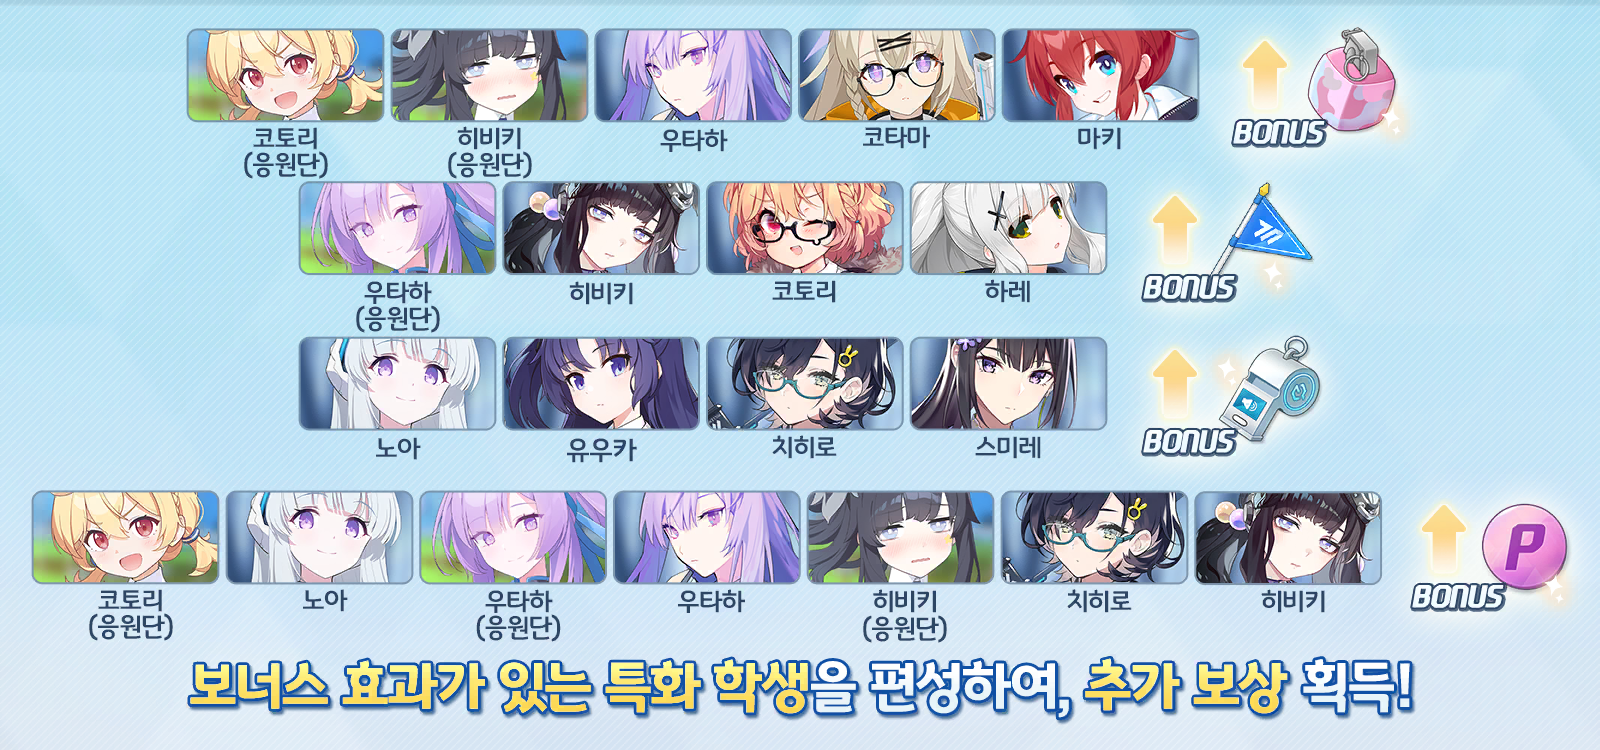 코토리
(응원단)
히비키
(응원단)
우타하
코타마
마키
BONUS
우타하
(응원단)
히비키
코토리
하레
BONUS
노아
유우카
치히로
스미레
BONUS
코토리
(응원단)
노아
우타하
(응원단)
우타하
히비키
(응원단)
치히로
히비키
P
BONUS
보너스 효과가 있는 특화 학생을 편성하여, 추가 보상 획득!